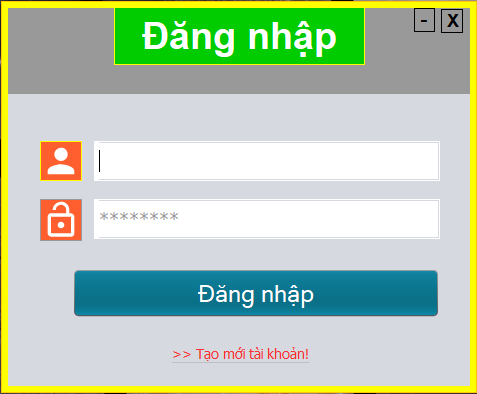 Đăng nhập
- X
********
Đăng nhập
>> Tạo mới tài khoản!